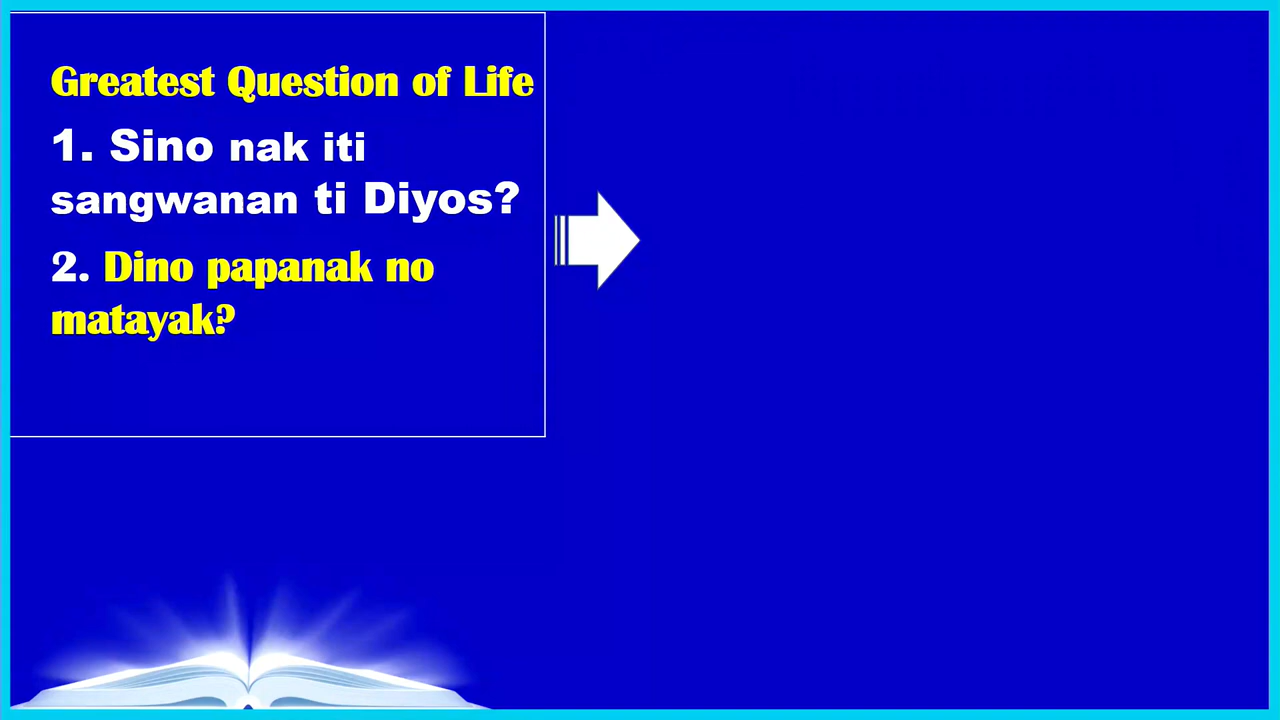 Greatest Question of Life
1. Sino nak iti
sangwanan ti Diyos?
2. Dino papanak no
matayak?